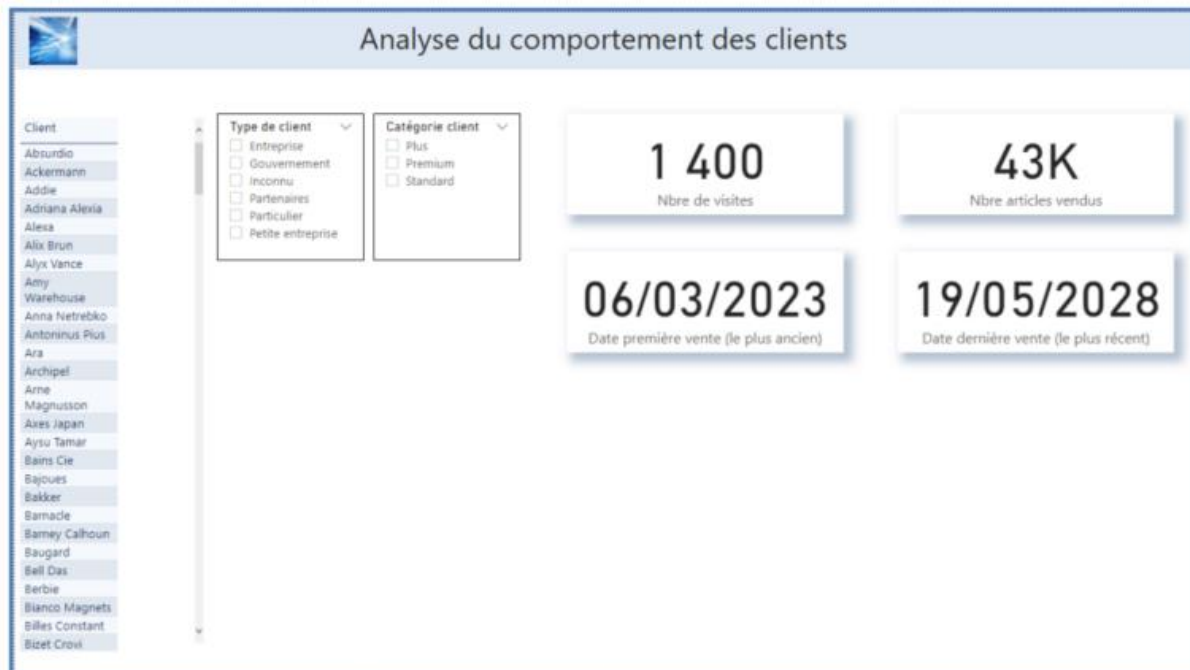 Analyse du comportement des clients
Client
Absurdio
Ackermann
Addie
Adriana Alexia
Alexa
Alix Brun
Alyx Vance
Amy
Warehouse
Anna Netrebko
Antoninus Pius
Ara
Archipel
Arne
Magnusson
Axes Japan
Aysu Tamar
Bains Cie
Bajoues
Bakker
Barnacle
Barney Calhoun
Baugard
Bell Das
Berbie
Bianco Magnets
Billes Constant
Bizet Crovi
Type de client
Entreprise
Gouvernement
Inconnu
Partenaires
Particulier
Petite entreprise
Catégorie client
Plus
Premium
Standard
1 400
Nbre de visites
43K
Nbre articles vendus
06/03/2023
Date première vente (le plus ancien)
19/05/2028
Date dernière vente (le plus récent)